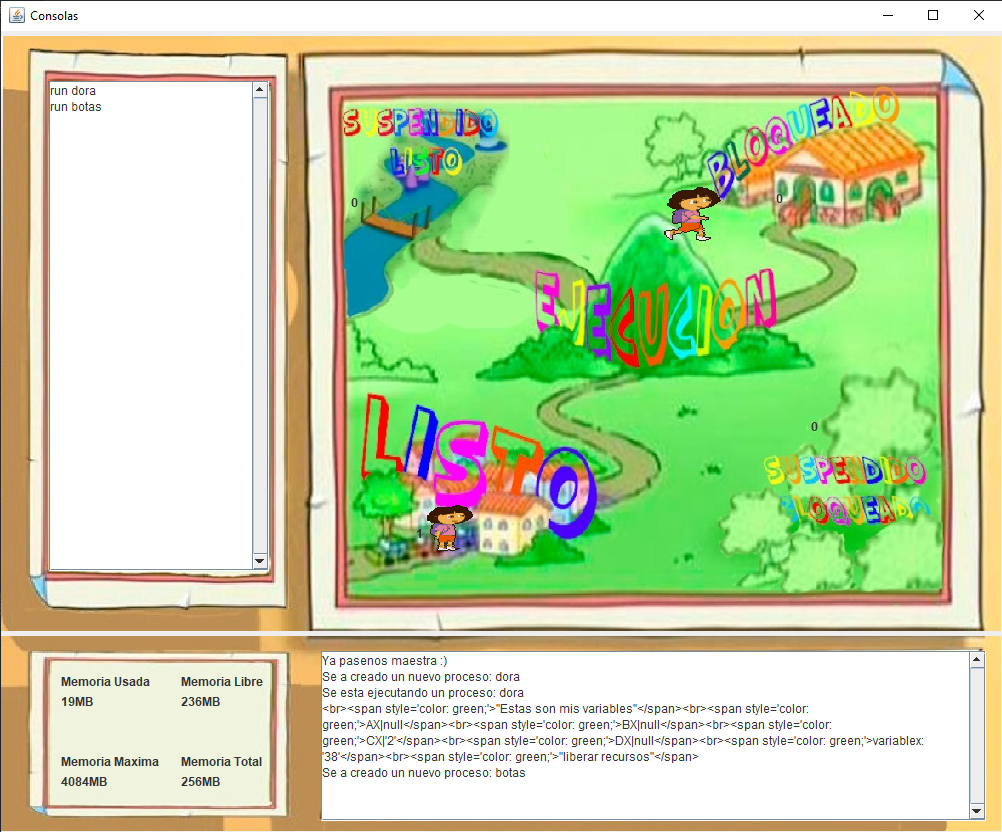 Consolas
run dora
run botas
SUSPENDIDO
LISTO
0
BLOQUEADO
0
EJECUCION
LISTO
1
0
SUSPENDIDO
BLOQUEADO
Memoria Usada
19MB
Memoria Libre
236MB
Memoria Maxima
4084MB
Memoria Total
256MB
Ya pasenos maestra :)
Se a creado un nuevo proceso: dora
Se esta ejecutando un proceso: dora
<br><span style='color: green;'>"Estas son mis variables"</span><br><span style='color:
green;'>AX|null</span><br><span style='color: green;'>BX|null</span><br><span style='color:
green;'>CX|'2'</span><br><span style='color: green;'>DX|null</span><br><span style='color: green;'>variablex:
'38'</span><br><span style='color: green;'>"liberar recursos"</span>
Se a creado un nuevo proceso: botas